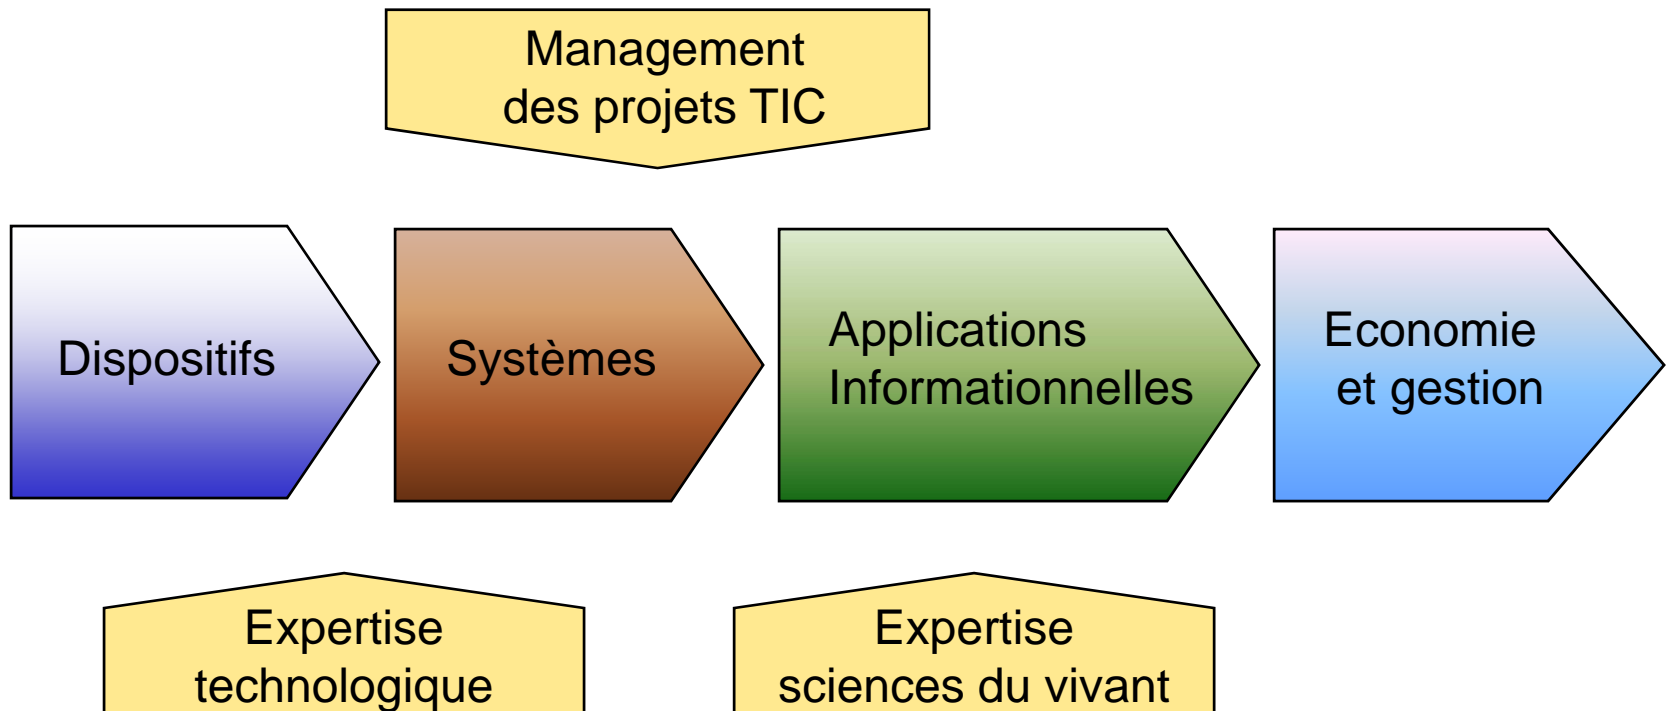 Management
des projets TIC
Dispositifs
Systèmes
Applications
Informationnelles
Economie
et gestion
Expertise
technologique
Expertise
sciences du vivant